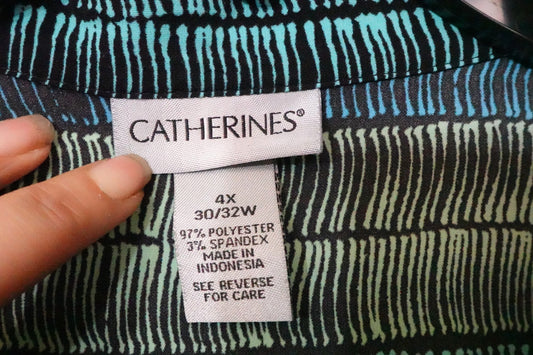 CATHERINES®
4X
30/32W
97% POLYESTER
3% SPANDEX
MADE IN
INDONESIA
SEE REVERSE
FOR CARE